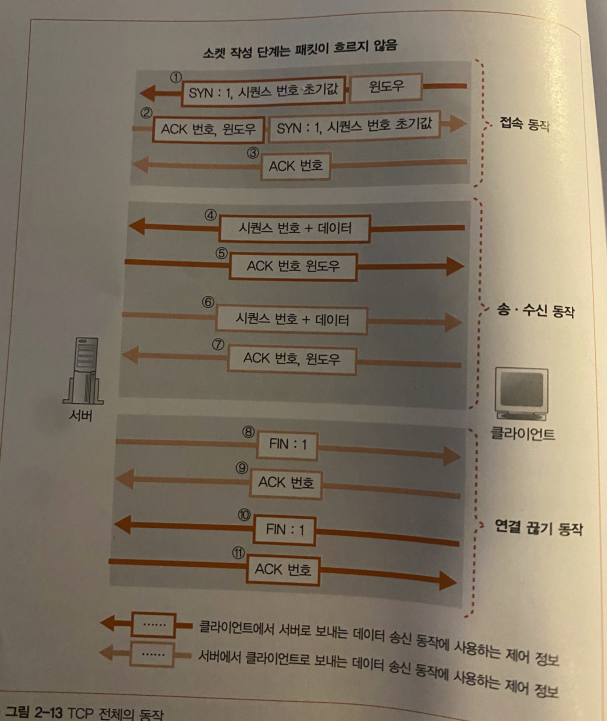 소켓 작성 단계는 패킷이 흐르지 않음
①
SYN : 1, 시퀀스 번호 초기값 윈도우
②
ACK 번호, 윈도우 SYN : 1, 시퀀스 번호 초기값
③
ACK 번호
접속 동작
④
시퀀스 번호 + 데이터
⑤
ACK 번호 윈도우
⑥
시퀀스 번호 + 데이터
⑦
ACK 번호, 윈도우
송·수신 동작
서버
클라이언트
⑧
FIN : 1
⑨
ACK 번호
⑩
FIN : 1
⑪
ACK 번호
연결 끊기 동작
…… 클라이언트에서 서버로 보내는 데이터 송신 동작에 사용하는 제어 정보
…… 서버에서 클라이언트로 보내는 데이터 송신 동작에 사용하는 제어 정보
그림 2-13 TCP 전체의 동작